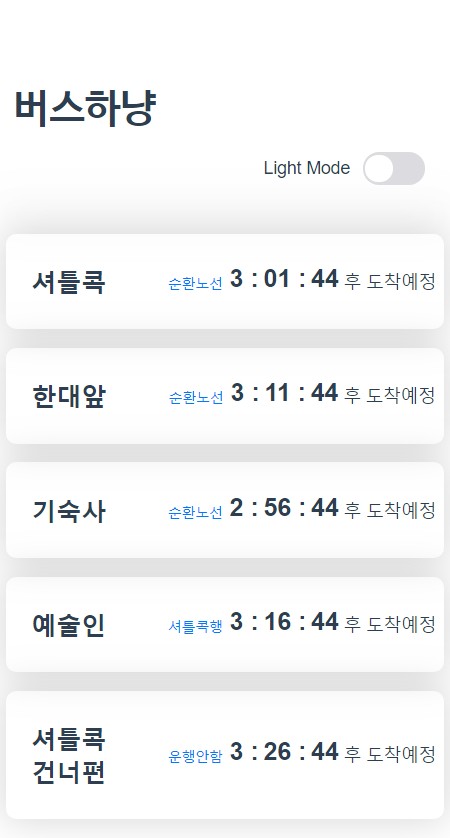 버스하냥
Light Mode
셔틀콕 순환노선 3 : 01 : 44 후 도착예정
한대앞 순환노선 3 : 11 : 44 후 도착예정
기숙사 순환노선 2 : 56 : 44 후 도착예정
예술인 셔틀콕행 3 : 16 : 44 후 도착예정
셔틀콕
건너편 운행안함 3 : 26 : 44 후 도착예정